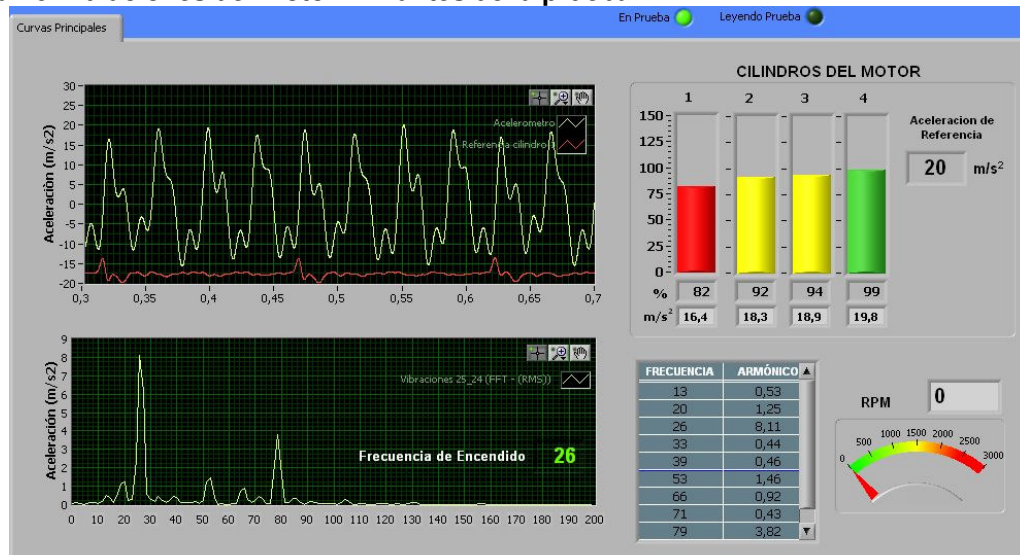 En Prueba Leyendo Prueba
Curvas Principales
30
25
20
15
10
5
0
-5
-10
-15
-20
Aceleración (m/s2)
Acelerometro
Referencia cilindro
0,3 0,35 0,4 0,45 0,5 0,55 0,6 0,65 0,7
CILINDROS DEL MOTOR
1 2 3 4
150
125
100
75
50
25
0
Aceleracion de
Referencia
20 m/s²
% 82 92 94 99
m/s² 16,4 18,3 18,9 19,8
9
8
7
6
5
4
3
2
1
0
Aceleración (m/s2)
Vibraciones 25_24 (FFT - (RMS))
Frecuencia de Encendido 26
0 10 20 30 40 50 60 70 80 90 100 110 120 130 140 150 160 170 180 190 200
FRECUENCIA ARMÓNICO
13 0,53
20 1,25
26 8,11
33 0,44
39 0,46
53 1,46
66 0,92
71 0,43
79 3,82
RPM 0
0 500 1000 1500 2000 2500 3000